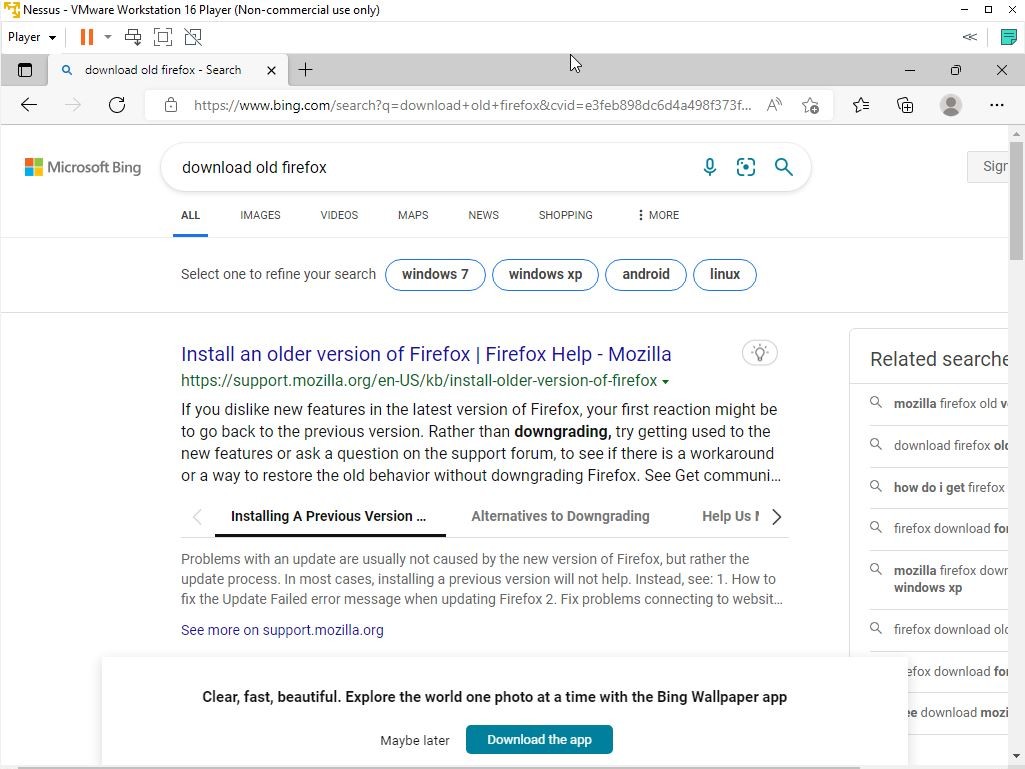 Nessus - VMware Workstation 16 Player (Non-commercial use only)
Player
download old firefox - Search
https://www.bing.com/search?q=download+old+firefox&cvid=e3feb898dc6d4a498f373f...
Microsoft Bing
download old firefox
Sign
ALL IMAGES VIDEOS MAPS NEWS SHOPPING MORE
Select one to refine your search windows 7 windows xp android linux
Install an older version of Firefox | Firefox Help - Mozilla
https://support.mozilla.org/en-US/kb/install-older-version-of-firefox
If you dislike new features in the latest version of Firefox, your first reaction might be
to go back to the previous version. Rather than downgrading, try getting used to the
new features or ask a question on the support forum, to see if there is a workaround
or a way to restore the old behavior without downgrading Firefox. See Get communi...
Installing A Previous Version ... Alternatives to Downgrading Help Us
Problems with an update are usually not caused by the new version of Firefox, but rather the
update process. In most cases, installing a previous version will not help. Instead, see: 1. How to
fix the Update Failed error message when updating Firefox 2. Fix problems connecting to websit...
See more on support.mozilla.org
Related searche
mozilla firefox old v
download firefox old
how do i get firefox
firefox download for
mozilla firefox down
windows xp
firefox download old
efox download for
ee download mozi
Clear, fast, beautiful. Explore the world one photo at a time with the Bing Wallpaper app
Maybe later Download the app